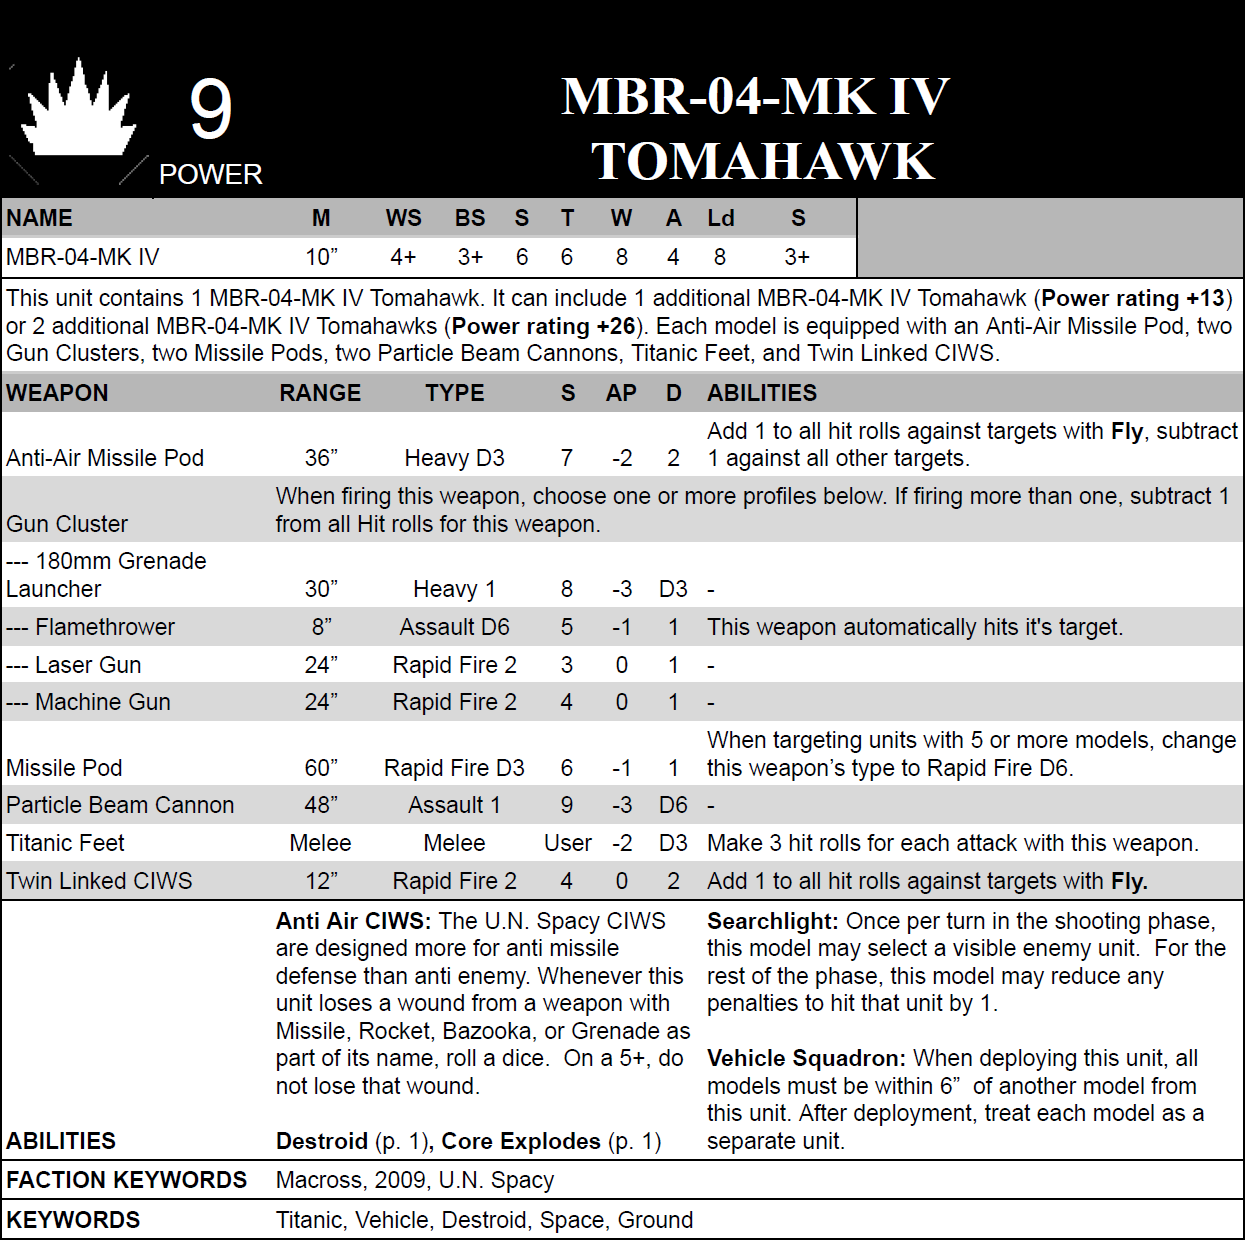 9
POWER
MBR-04-MK IV
TOMAHAWK
NAME M WS BS S T W A Ld S
MBR-04-MK IV 10” 4+ 3+ 6 6 8 4 8 3+
This unit contains 1 MBR-04-MK IV Tomahawk. It can include 1 additional MBR-04-MK IV Tomahawk (Power rating +13)
or 2 additional MBR-04-MK IV Tomahawks (Power rating +26). Each model is equipped with an Anti-Air Missile Pod, two
Gun Clusters, two Missile Pods, two Particle Beam Cannons, Titanic Feet, and Twin Linked CIWS.
WEAPON RANGE TYPE S AP D ABILITIES
Add 1 to all hit rolls against targets with Fly, subtract
Anti-Air Missile Pod 36” Heavy D3 7 -2 2 1 against all other targets.
When firing this weapon, choose one or more profiles below. If firing more than one, subtract 1
Gun Cluster from all Hit rolls for this weapon.
--- 180mm Grenade
Launcher 30” Heavy 1 8 -3 D3 -
--- Flamethrower 8” Assault D6 5 -1 1 This weapon automatically hits it's target.
--- Laser Gun 24” Rapid Fire 2 3 0 1 -
--- Machine Gun 24” Rapid Fire 2 4 0 1 -
When targeting units with 5 or more models, change
Missile Pod 60” Rapid Fire D3 6 -1 1 this weapon’s type to Rapid Fire D6.
Particle Beam Cannon 48” Assault 1 9 -3 D6 -
Titanic Feet Melee Melee User -2 D3 Make 3 hit rolls for each attack with this weapon.
Twin Linked CIWS 12” Rapid Fire 2 4 0 2 Add 1 to all hit rolls against targets with Fly.
ABILITIES
Anti Air CIWS: The U.N. Spacy CIWS
are designed more for anti missile
defense than anti enemy. Whenever this
unit loses a wound from a weapon with
Missile, Rocket, Bazooka, or Grenade as
part of its name, roll a dice. On a 5+, do
not lose that wound.
Destroid (p. 1), Core Explodes (p. 1)
Searchlight: Once per turn in the shooting phase,
this model may select a visible enemy unit. For the
rest of the phase, this model may reduce any
penalties to hit that unit by 1.
Vehicle Squadron: When deploying this unit, all
models must be within 6” of another model from
this unit. After deployment, treat each model as a
separate unit.
FACTION KEYWORDS Macross, 2009, U.N. Spacy
KEYWORDS Titanic, Vehicle, Destroid, Space, Ground